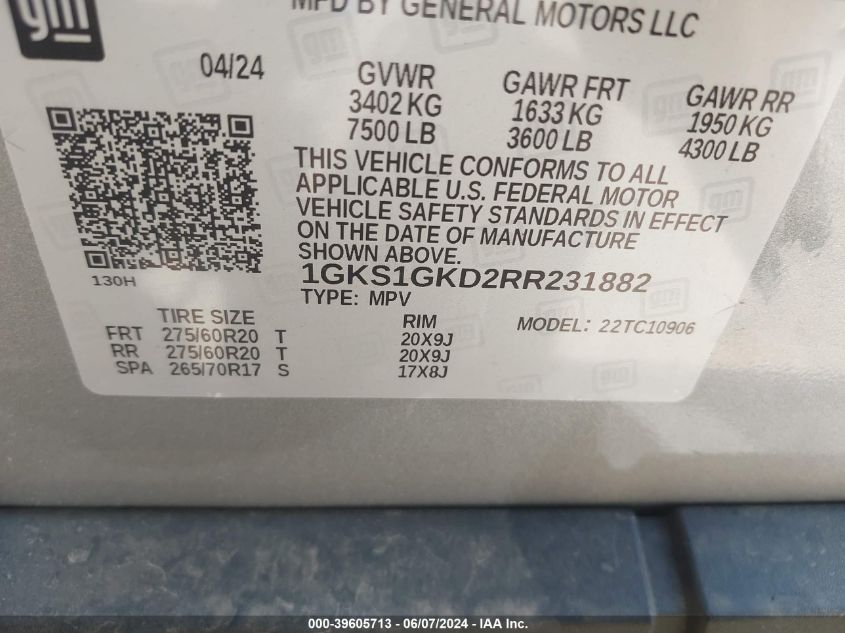 gm
MFD BY GENERAL MOTORS LLC
04/24
GVWR
3402 KG
7500 LB
GAWR FRT
1633 KG
3600 LB
GAWR RR
1950 KG
4300 LB
THIS VEHICLE CONFORMS TO ALL
APPLICABLE U.S. FEDERAL MOTOR
VEHICLE SAFETY STANDARDS IN EFFECT
ON THE DATE OF MANUFACTURE
SHOWN ABOVE.
130H
1GKS1GKD2RR231882
TYPE: MPV
TIRE SIZE RIM MODEL: 22TC10906
FRT 275/60R20 T 20X9J
RR 275/60R20 T 20X9J
SPA 265/70R17 S 17X8J
000-39605713 - 06/07/2024 - IAA Inc.